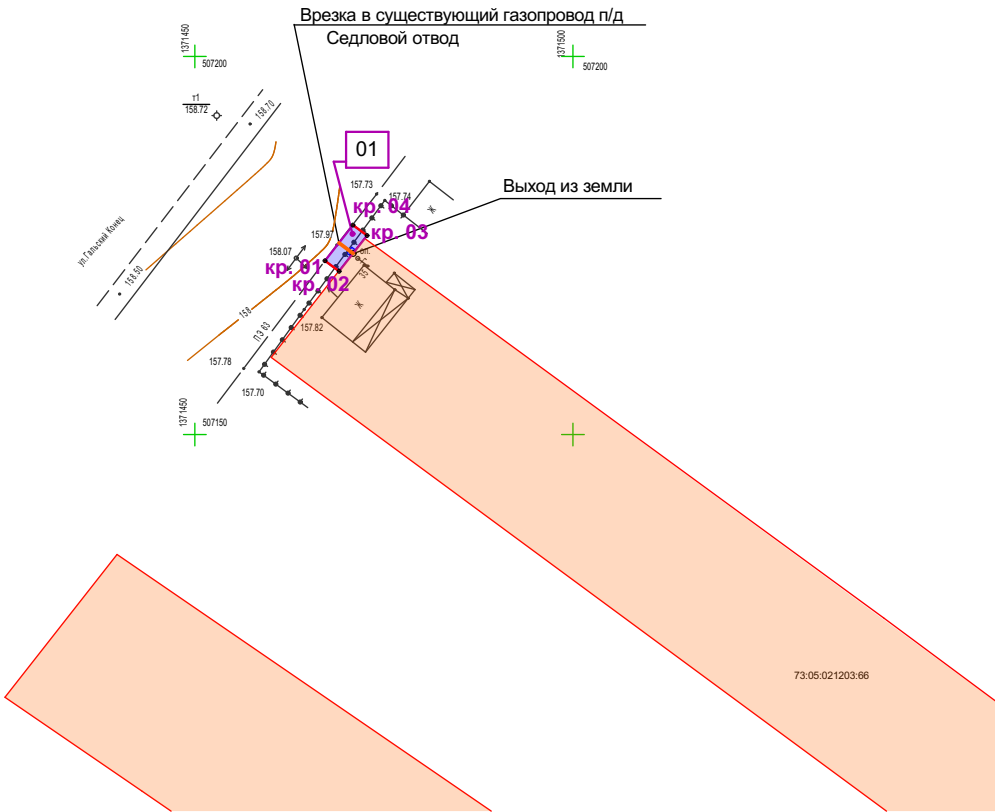 Врезка в существующий газопровод п/д
Седловой отвод
1371450
507200
1371500
507200
т1
158.72
158.70
01
157.73
157.74
Выход из земли
кр. 04
Ж
157.97
кр. 03
ул.Гальский Конец
158.07
кр. 01
кр. 02
158.50
Ж
158
ПЭ 63
157.82
157.78
157.70
1371450
507150
73:05:021203:66